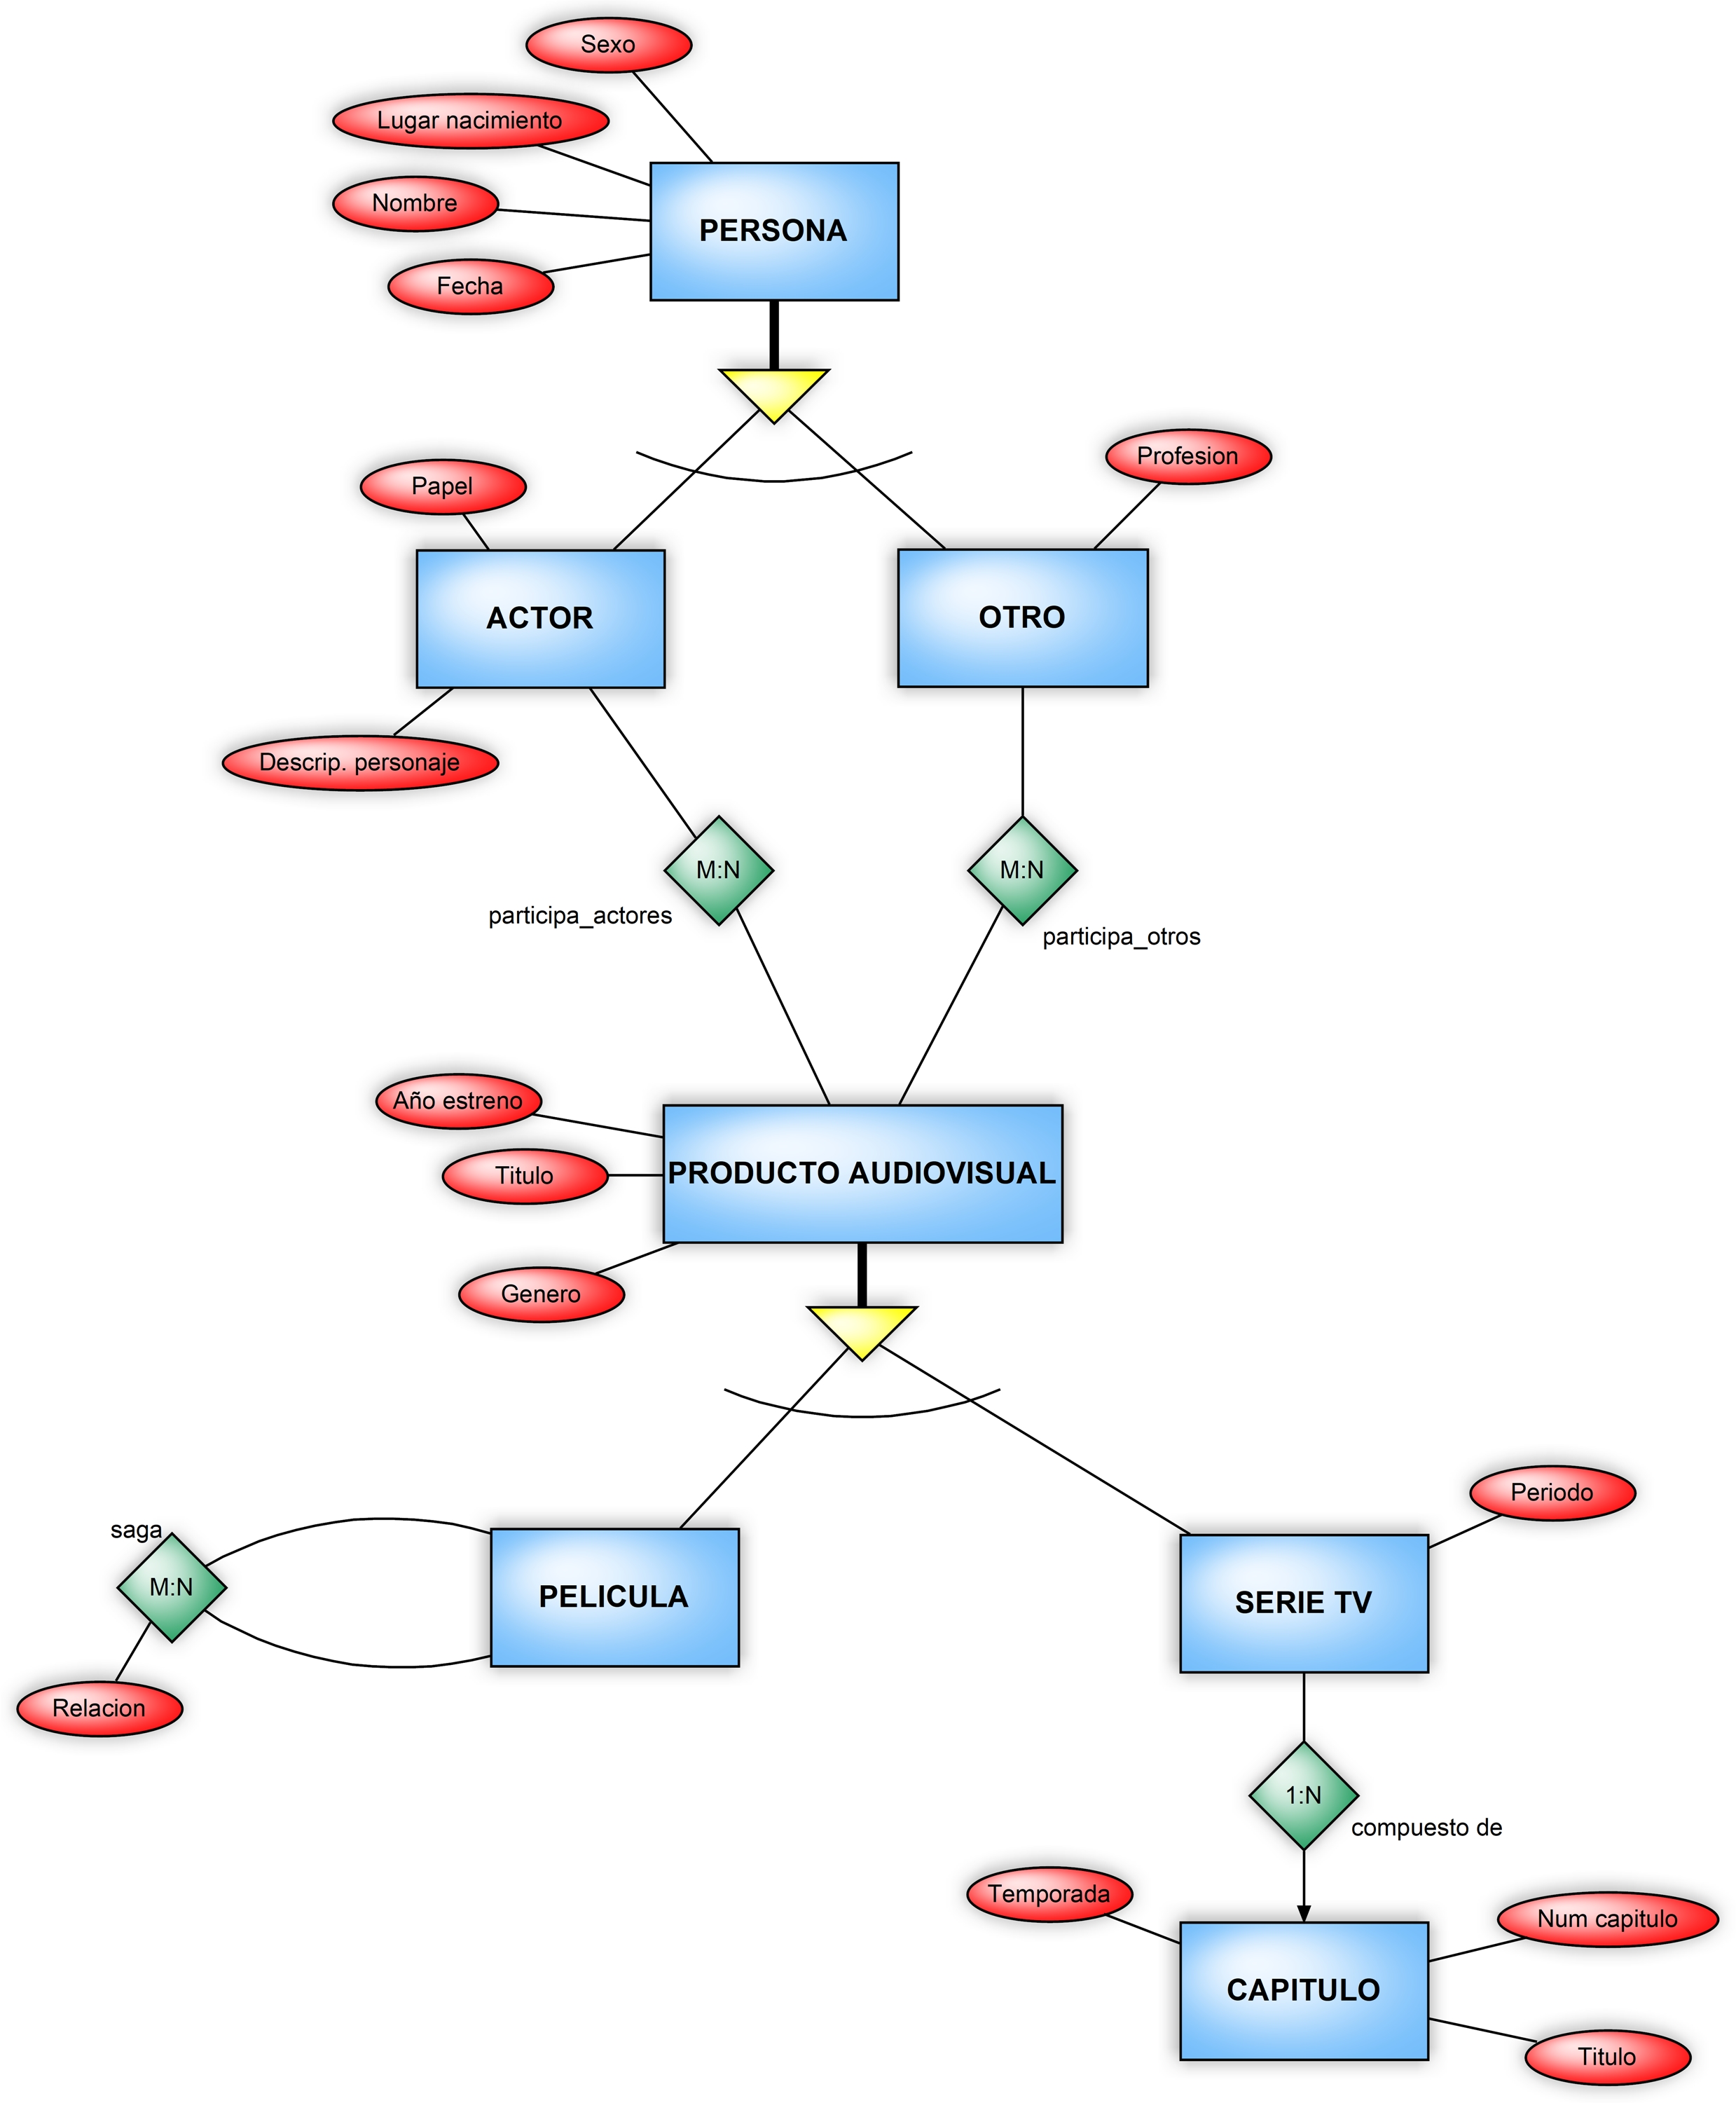 Sexo
Lugar nacimiento
Nombre
PERSONA
Fecha
Profesion
Papel
ACTOR
OTRO
Descrip. personaje
M:N
M:N
participa_actores
participa_otros
Año estreno
Titulo
PRODUCTO AUDIOVISUAL
Genero
Periodo
saga
M:N
PELICULA
SERIE TV
Relacion
1:N
compuesto de
Temporada
Num capitulo
CAPITULO
Titulo